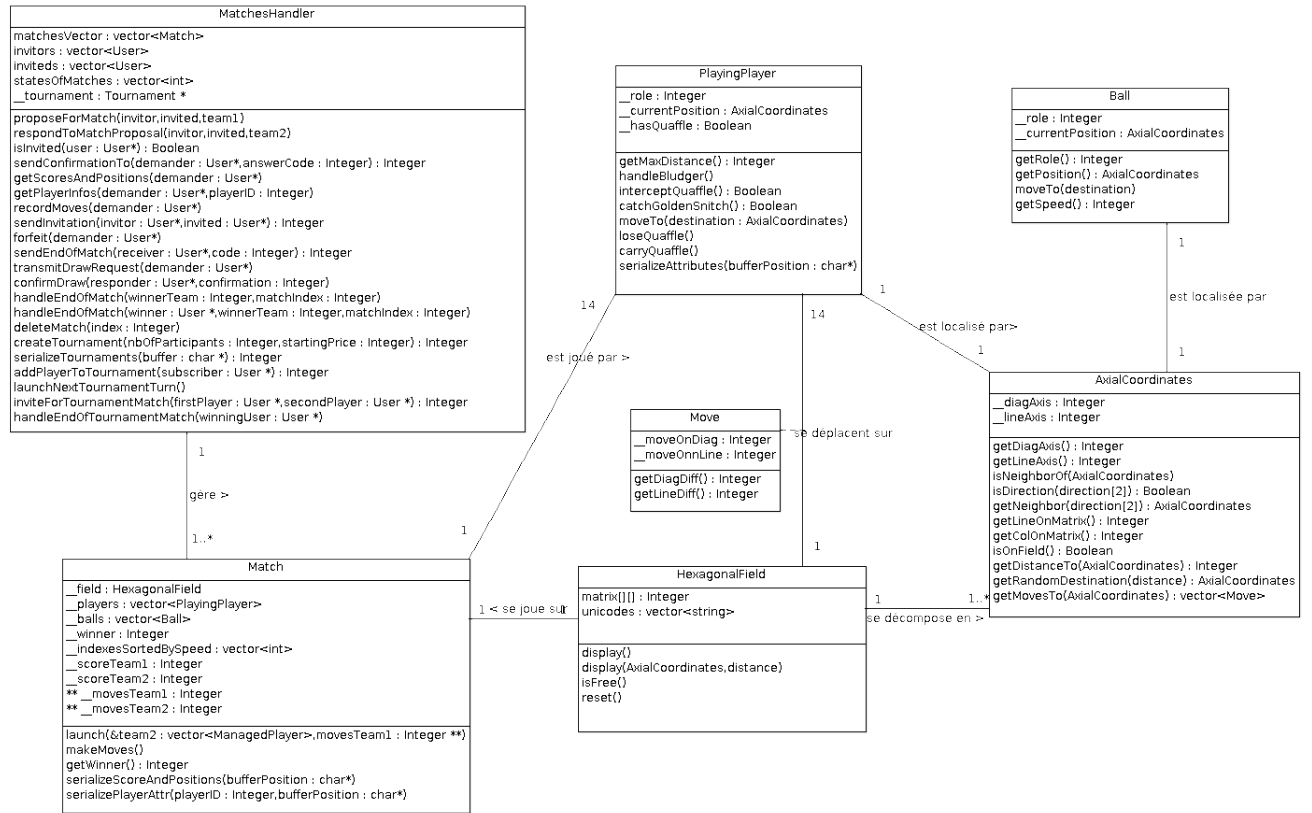 MatchesHandler
matchesVector : vector<Match>
invitors : vector<User>
inviteds : vector<User>
statesOfMatches : vector<int>
__tournament : Tournament *
proposeForMatch(invitor,invited,team1)
respondToMatchProposal(invitor,invited,team2)
isInvited(user : User*) : Boolean
sendConfirmationTo(demander : User*,answerCode : Integer) : Integer
getScoresAndPositions(demander : User*)
getPlayerInfos(demander : User*,playerID : Integer)
recordMoves(demander : User*)
sendInvitation(invitor : User*,invited : User*) : Integer
forfeit(demander : User*)
sendEndOfMatch(receiver : User*,code : Integer) : Integer
transmitDrawRequest(demander : User*)
confirmDraw(responder : User*,confirmation : Integer)
handleEndOfMatch(winnerTeam : Integer,matchIndex : Integer)
handleEndOfMatch(winner : User *,winnerTeam : Integer,matchIndex : Integer)
deleteMatch(index : Integer)
createTournament(nbOfParticipants : Integer,startingPrice : Integer) : Integer
serializeTournaments(buffer : char *) : Integer
addPlayerToTournament(subscriber : User *) : Integer
launchNextTournamentTurn()
inviteForTournamentMatch(firstPlayer : User *,secondPlayer : User *) : Integer
handleEndOfTournamentMatch(winningUser : User *)
1
gére >
1..*
PlayingPlayer
__role : Integer
__currentPosition : AxialCoordinates
__hasQuaffle : Boolean
getMaxDistance() : Integer
handleBludger()
interceptQuaffle() : Boolean
catchGoldenSnitch() : Boolean
moveTo(destination : AxialCoordinates)
loseQuaffle()
carryQuaffle()
serializeAttributes(bufferPosition : char*)
14
est joué par >
1
14
se déplacent sur
1
1
est localisé par>
1
Ball
__role : Integer
__currentPosition : AxialCoordinates
getRole() : Integer
getPosition() : AxialCoordinates
moveTo(destination)
getSpeed() : Integer
1
est localisée par
1
Move
__moveOnDiag : Integer
__moveOnnLine : Integer
getDiagDiff() : Integer
getLineDiff() : Integer
AxialCoordinates
__diagAxis : Integer
__lineAxis : Integer
getDiagAxis() : Integer
getLineAxis() : Integer
isNeighborOf(AxialCoordinates)
isDirection(direction[2]) : Boolean
getNeighbor(direction[2]) : AxialCoordinates
getLineOnMatrix() : Integer
getColOnMatrix() : Integer
isOnField() : Boolean
getDistanceTo(AxialCoordinates) : Integer
getRandomDestination(distance) : AxialCoordinates
getMovesTo(AxialCoordinates) : vector<Move>
Match
__field : HexagonalField
__players : vector<PlayingPlayer>
__balls : vector<Ball>
__winner : Integer
__indexesSortedBySpeed : vector<int>
__scoreTeam1 : Integer
__scoreTeam2 : Integer
** __movesTeam1 : Integer
** __movesTeam2 : Integer
launch(&team2 : vector<ManagedPlayer>,movesTeam1 : Integer **)
makeMoves()
getWinner() : Integer
serializeScoreAndPositions(bufferPosition : char*)
serializePlayerAttr(playerID : Integer,bufferPosition : char*)
1 < se joue sur 1
HexagonalField
matrix[][] : Integer
unicodes : vector<string>
display()
display(AxialCoordinates,distance)
isFree()
reset()
1
1..*
se décompose en >